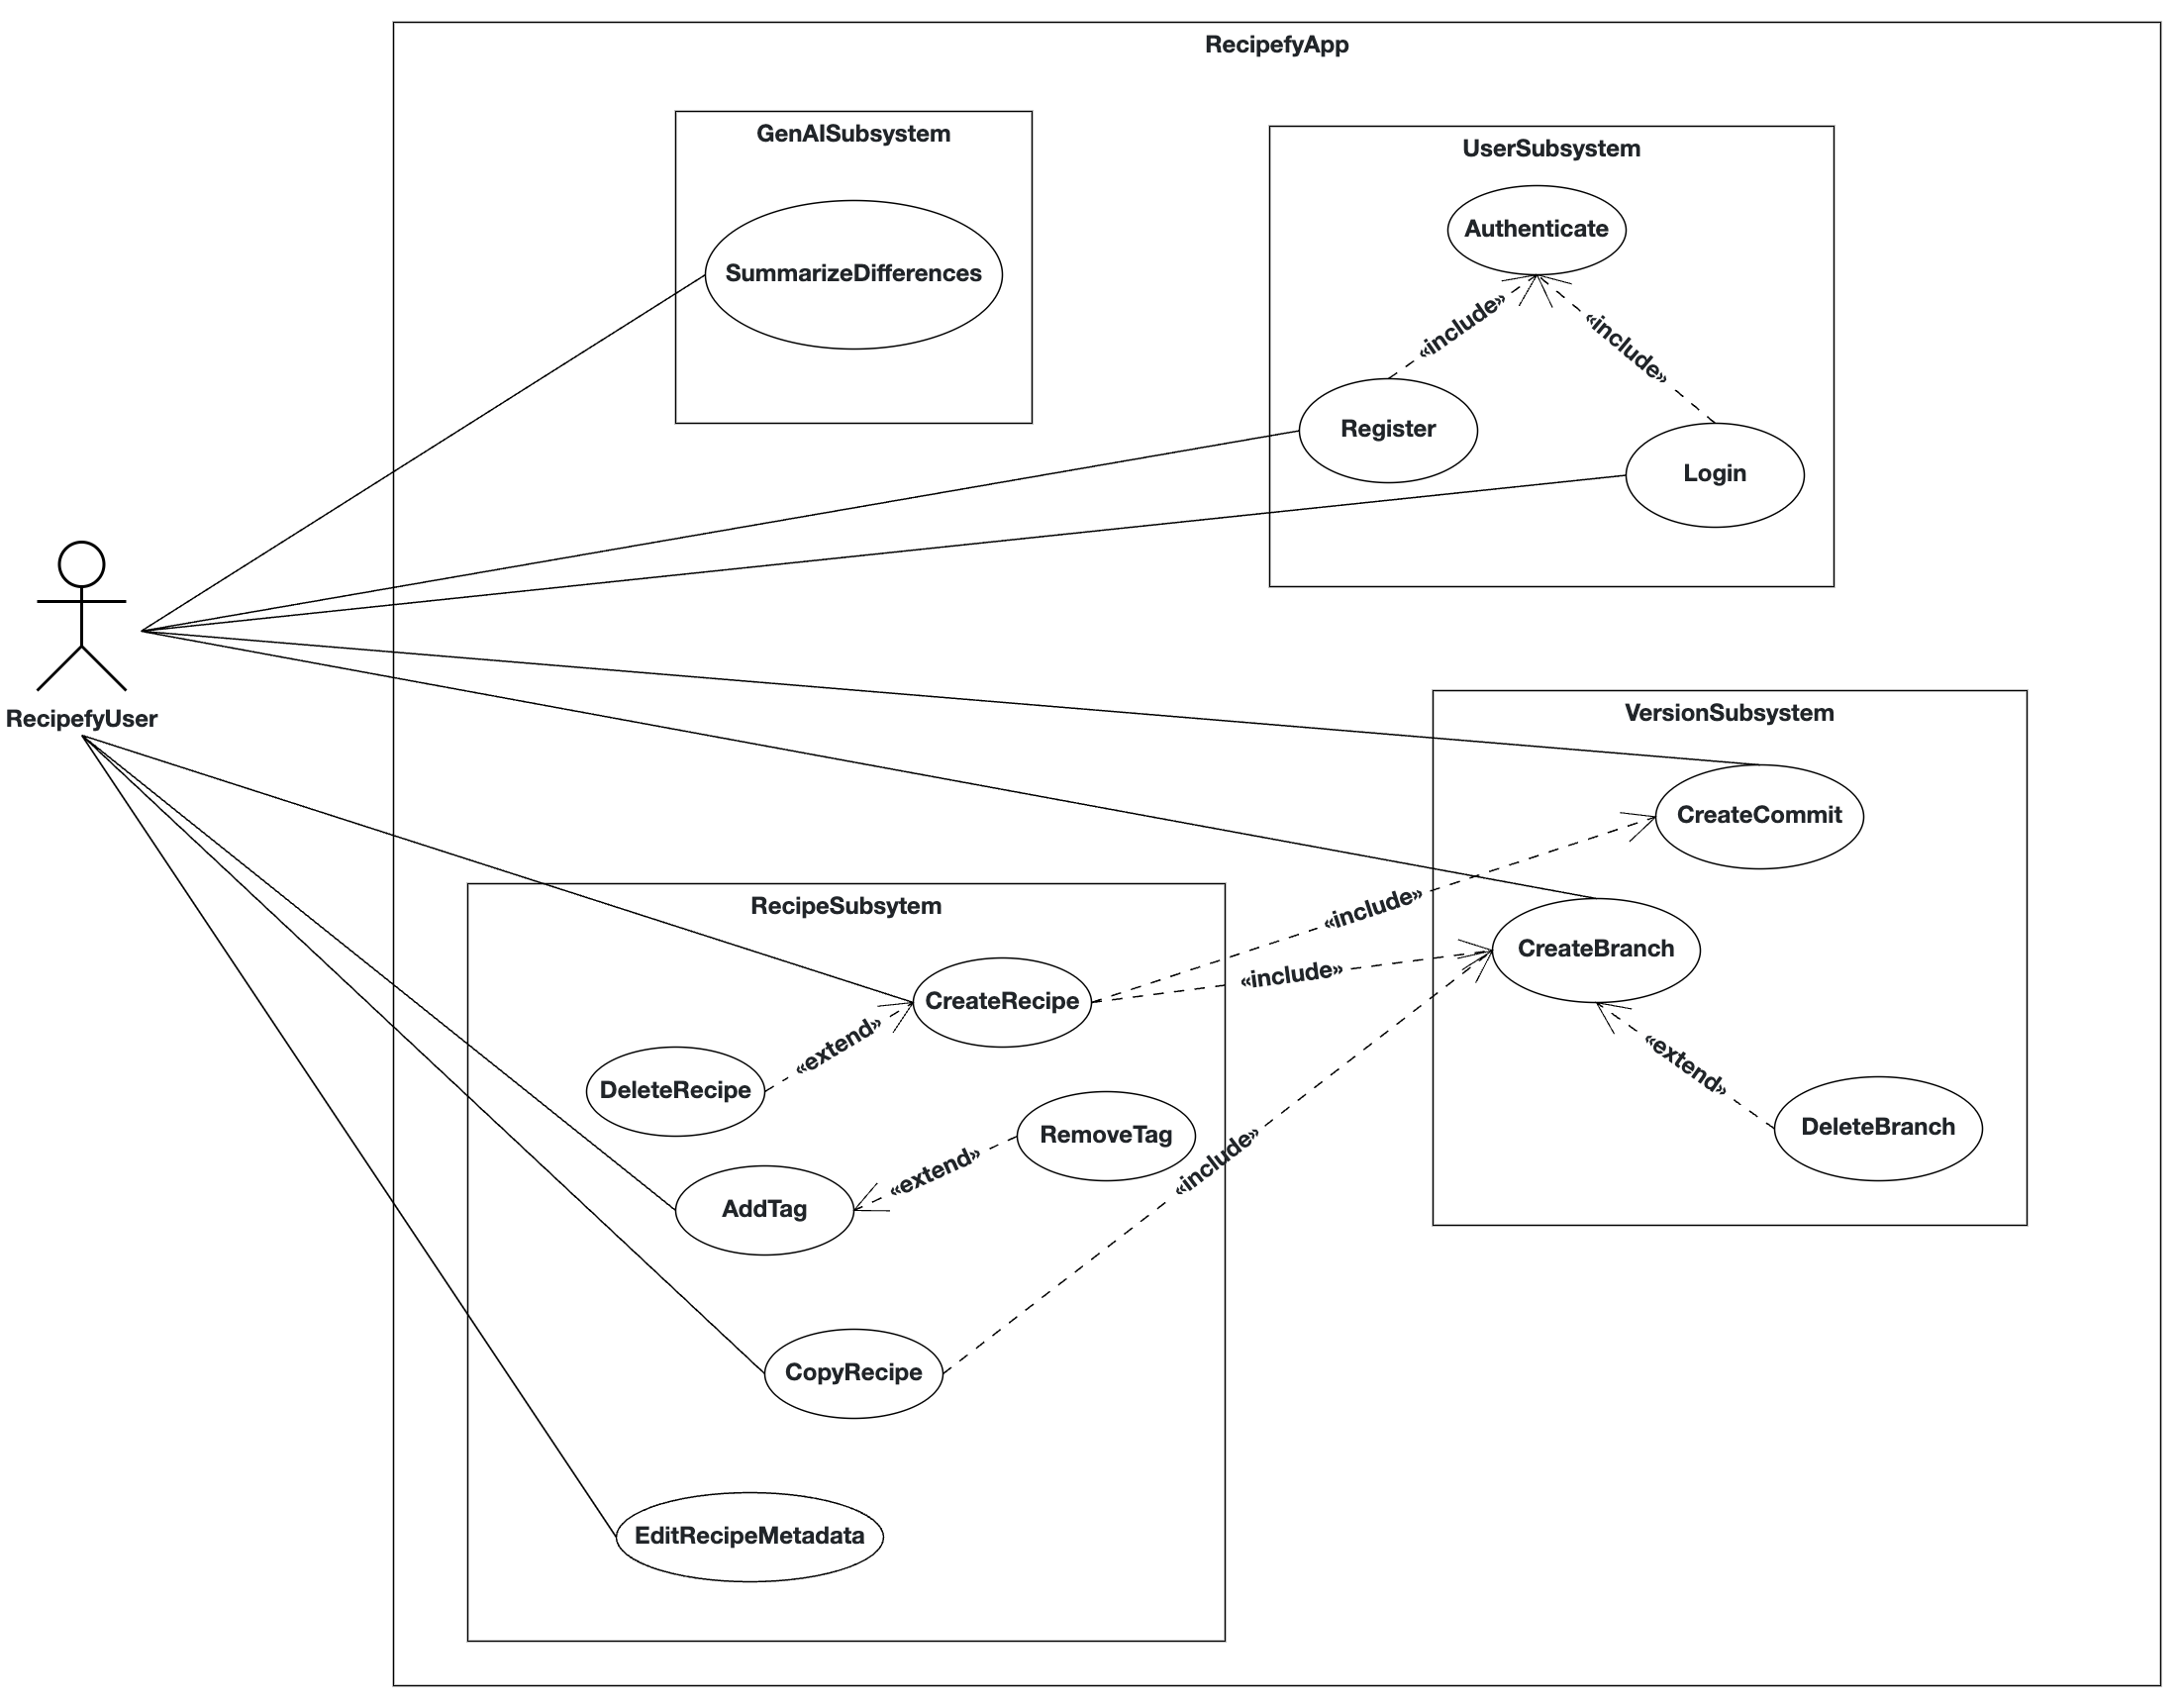 RecipefyApp
GenAISubsystem
UserSubsystem
Authenticate
SummarizeDifferences
«include»
«include»
Register
Login
RecipefyUser
VersionSubsystem
CreateCommit
RecipeSubsytem
«include»
CreateBranch
«include»
CreateRecipe
«extend»
«extend»
DeleteRecipe
DeleteBranch
RemoveTag
«extend»
«include»
AddTag
CopyRecipe
EditRecipeMetadata